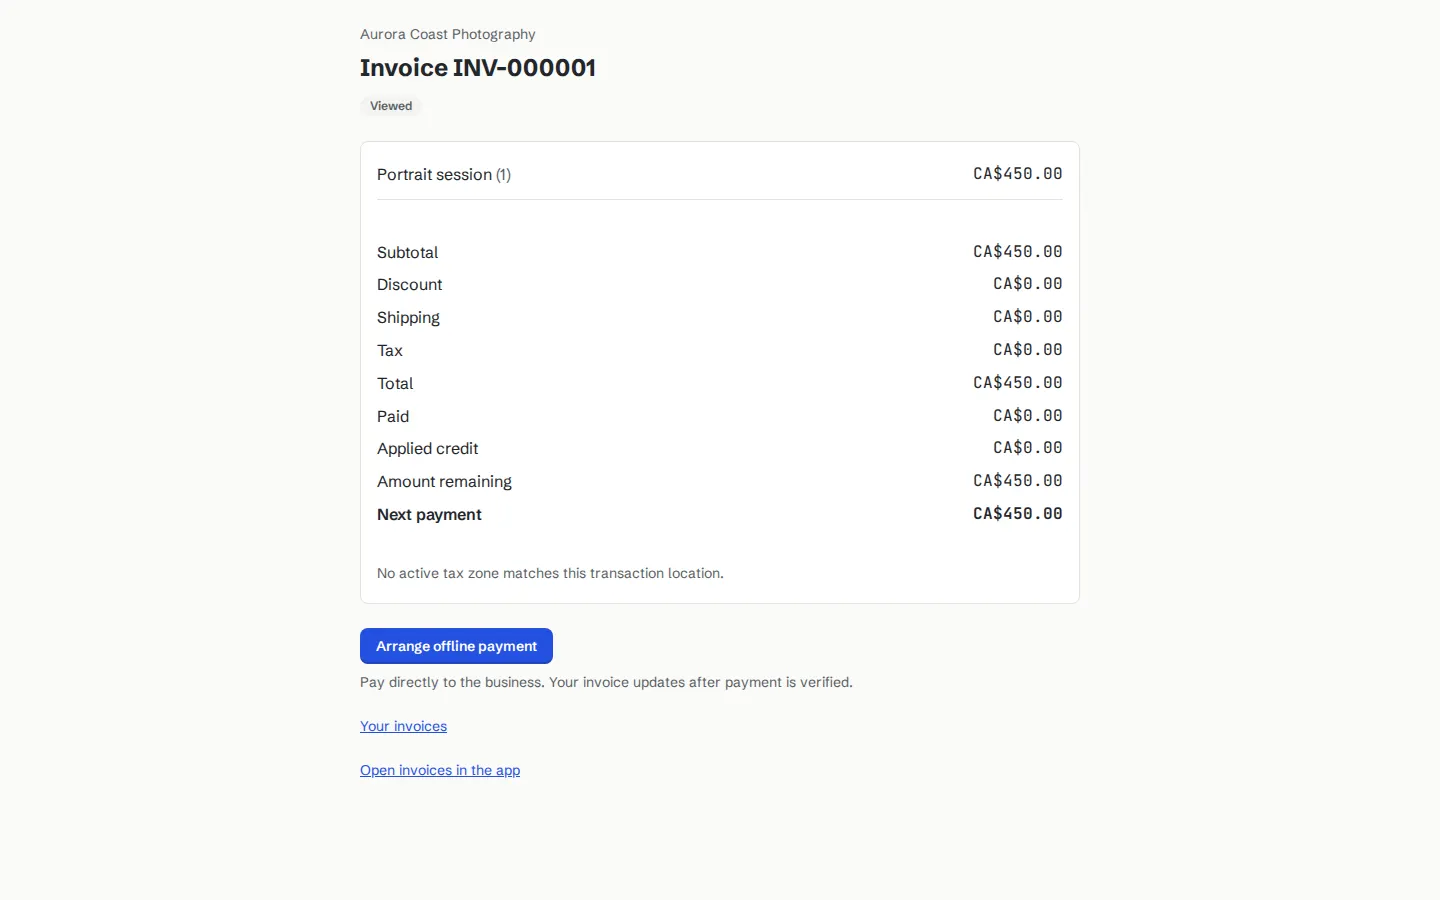 Aurora Coast Photography
Invoice INV-000001
Viewed
Portrait session (1) CA$450.00
Subtotal CA$450.00
Discount CA$0.00
Shipping CA$0.00
Tax CA$0.00
Total CA$450.00
Paid CA$0.00
Applied credit CA$0.00
Amount remaining CA$450.00
Next payment CA$450.00
No active tax zone matches this transaction location.
Arrange offline payment
Pay directly to the business. Your invoice updates after payment is verified.
Your invoices
Open invoices in the app